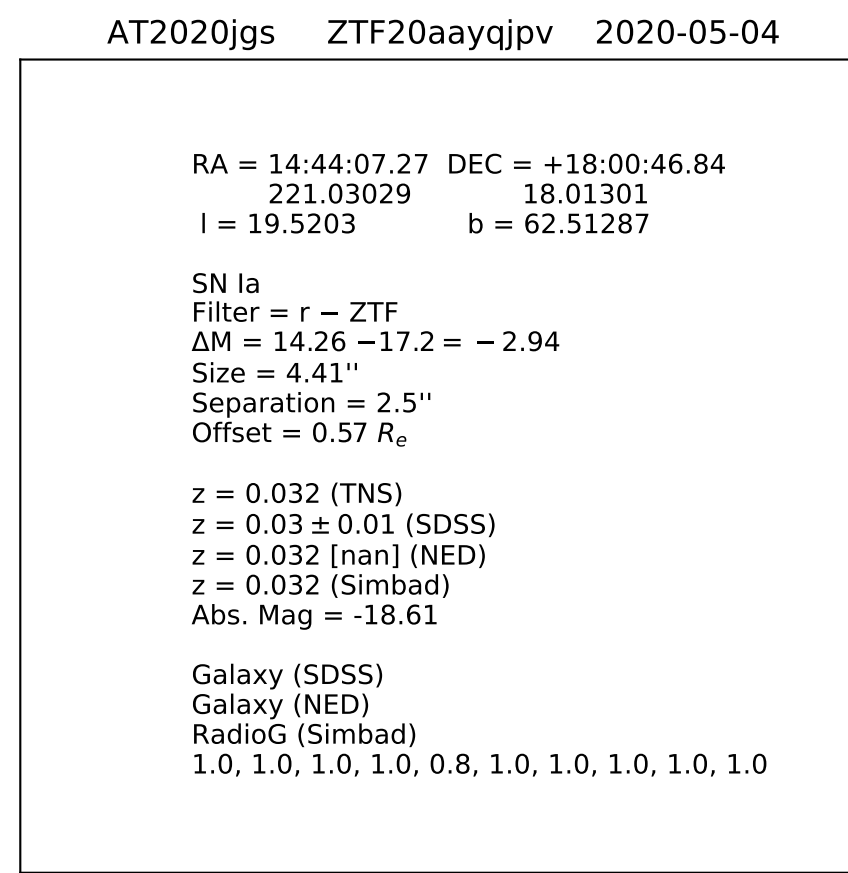 AT2020jgs ZTF20aayqjpv 2020-05-04
RA = 14:44:07.27 DEC = +18:00:46.84
221.03029 18.01301
l = 19.5203 b = 62.51287
SN Ia
Filter = r − ZTF
ΔM = 14.26 −17.2 = − 2.94
Size = 4.41''
Separation = 2.5''
Offset = 0.57 Re
z = 0.032 (TNS)
z = 0.03 ± 0.01 (SDSS)
z = 0.032 [nan] (NED)
z = 0.032 (Simbad)
Abs. Mag = -18.61
Galaxy (SDSS)
Galaxy (NED)
RadioG (Simbad)
1.0, 1.0, 1.0, 1.0, 0.8, 1.0, 1.0, 1.0, 1.0, 1.0